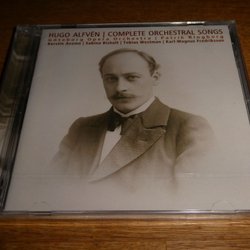 HUGO ALFVÉN | COMPLETE ORCHESTRAL SONGS
Göteborg Opera Orchestra / Patrik Ringborg
Kerstin Avemo / Sabina Bisholt / Tobias Westman / Karl-Magnus Fredriksson